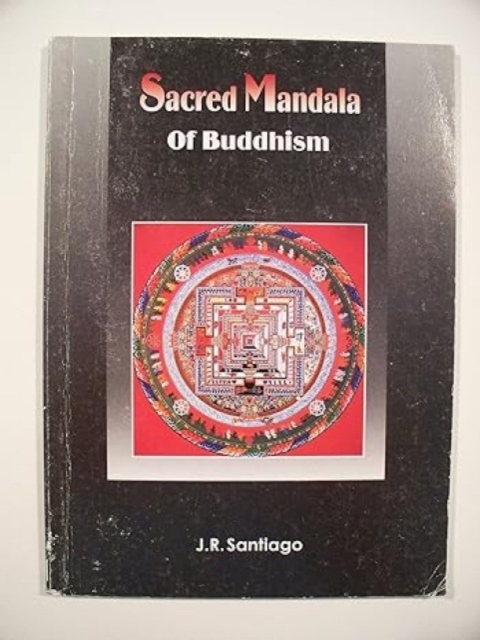 Sacred Mandala
Of Buddhism
J.R. Santiago